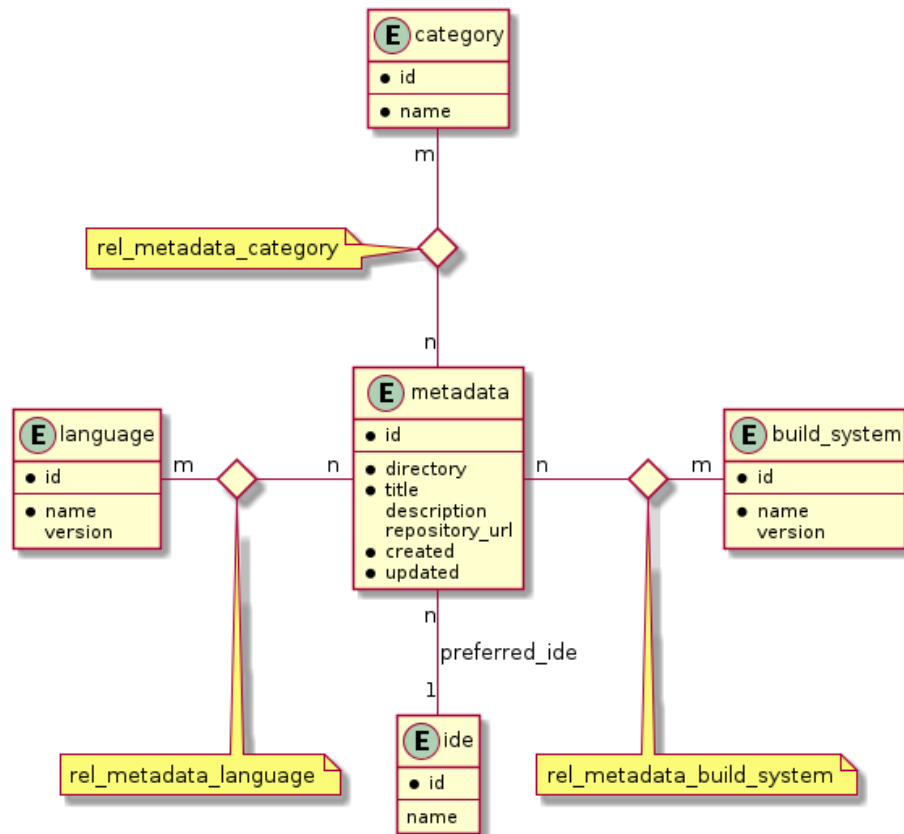 E category
● id
● name
m
rel_metadata_category
n
E metadata
● id
● directory
● title
description
repository_url
● created
● updated
E language
● id
● name
version
m
n
n
m
E build_system
● id
● name
version
n
preferred_ide
1
rel_metadata_language
rel_metadata_build_system
E ide
● id
name